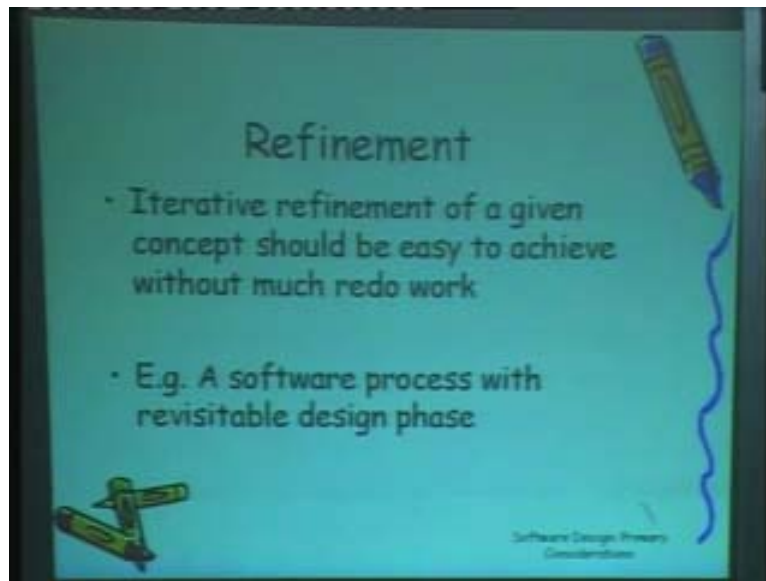 Refinement
• Iterative refinement of a given
concept should be easy to achieve
without much redo work
• E.g. A software process with
revisitable design phase
Software Design Primary
Considerations